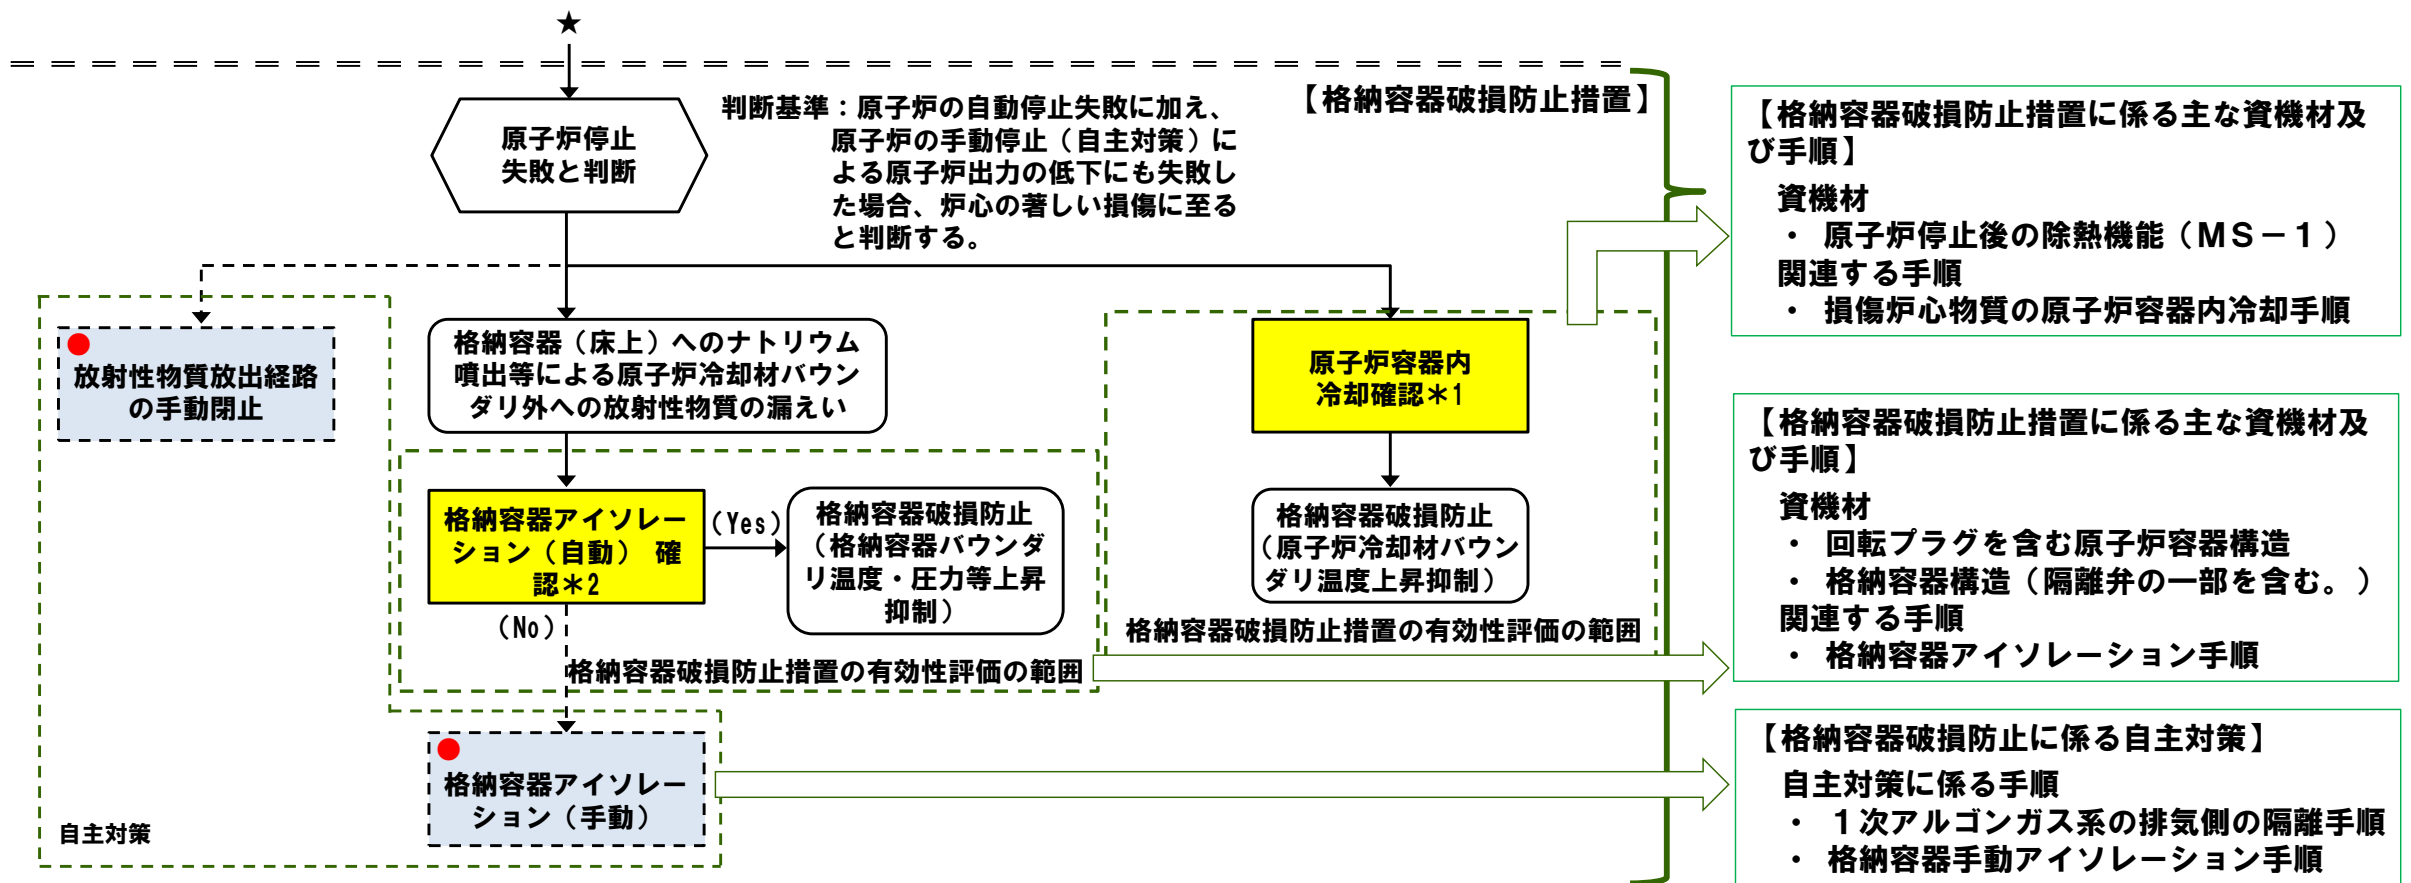 ★
【格納容器破損防止措置】
原子炉停止
失敗と判断
判断基準：原子炉の自動停止失敗に加え、
原子炉の手動停止（自主対策）に
よる原子炉出力の低下にも失敗し
た場合、炉心の著しい損傷に至る
と判断する。
放射性物質放出経路
の手動閉止
格納容器（床上）へのナトリウム
噴出等による原子炉冷却材バウン
ダリ外への放射性物質の漏えい
原子炉容器内
冷却確認＊1
格納容器アイソレー
ション（自動） 確
認＊2
（Yes）
（No）
格納容器破損防止
（格納容器バウンダ
リ温度・圧力等上昇
抑制）
格納容器破損防止
（原子炉冷却材バウン
ダリ温度上昇抑制）
格納容器破損防止措置の有効性評価の範囲
格納容器破損防止措置の有効性評価の範囲
格納容器アイソレー
ション（手動）
自主対策
【格納容器破損防止措置に係る主な資機材及
び手順】
資機材
・ 原子炉停止後の除熱機能（ＭＳ－１）
関連する手順
・ 損傷炉心物質の原子炉容器内冷却手順
【格納容器破損防止措置に係る主な資機材及
び手順】
資機材
・ 回転プラグを含む原子炉容器構造
・ 格納容器構造（隔離弁の一部を含む。）
関連する手順
・ 格納容器アイソレーション手順
【格納容器破損防止に係る自主対策】
自主対策に係る手順
・ １次アルゴンガス系の排気側の隔離手順
・ 格納容器手動アイソレーション手順